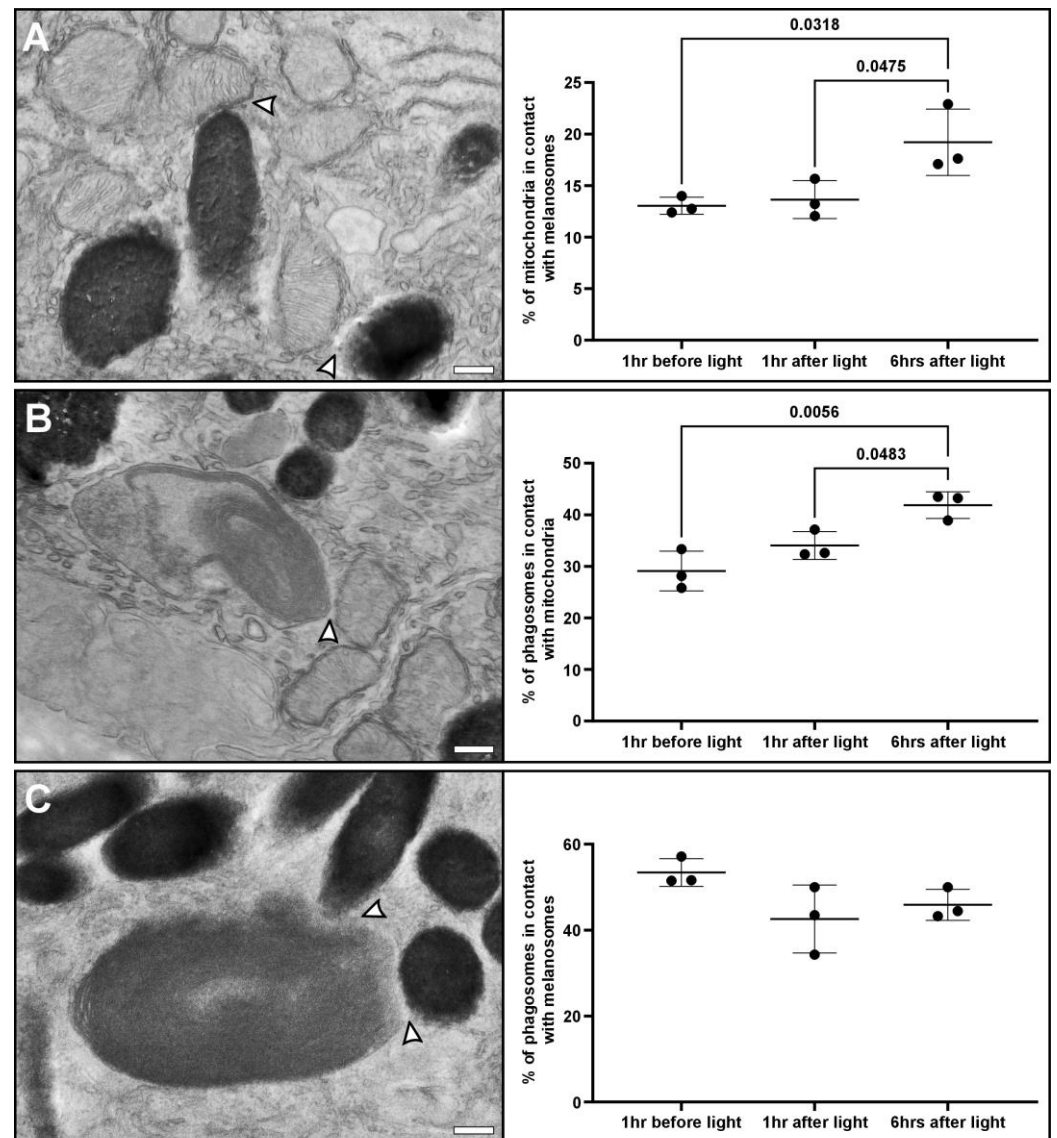 A
0.0318
0.0475
% of mitochondria in contact
with melanosomes
25
20
15
10
5
0
1hr before light 1hr after light 6hrs after light
B
0.0056
0.0483
% of phagosomes in contact
with mitochondria
50
40
30
20
10
0
1hr before light 1hr after light 6hrs after light
C
% of phagosomes in contact
with melanosomes
60
40
20
0
1hr before light 1hr after light 6hrs after light